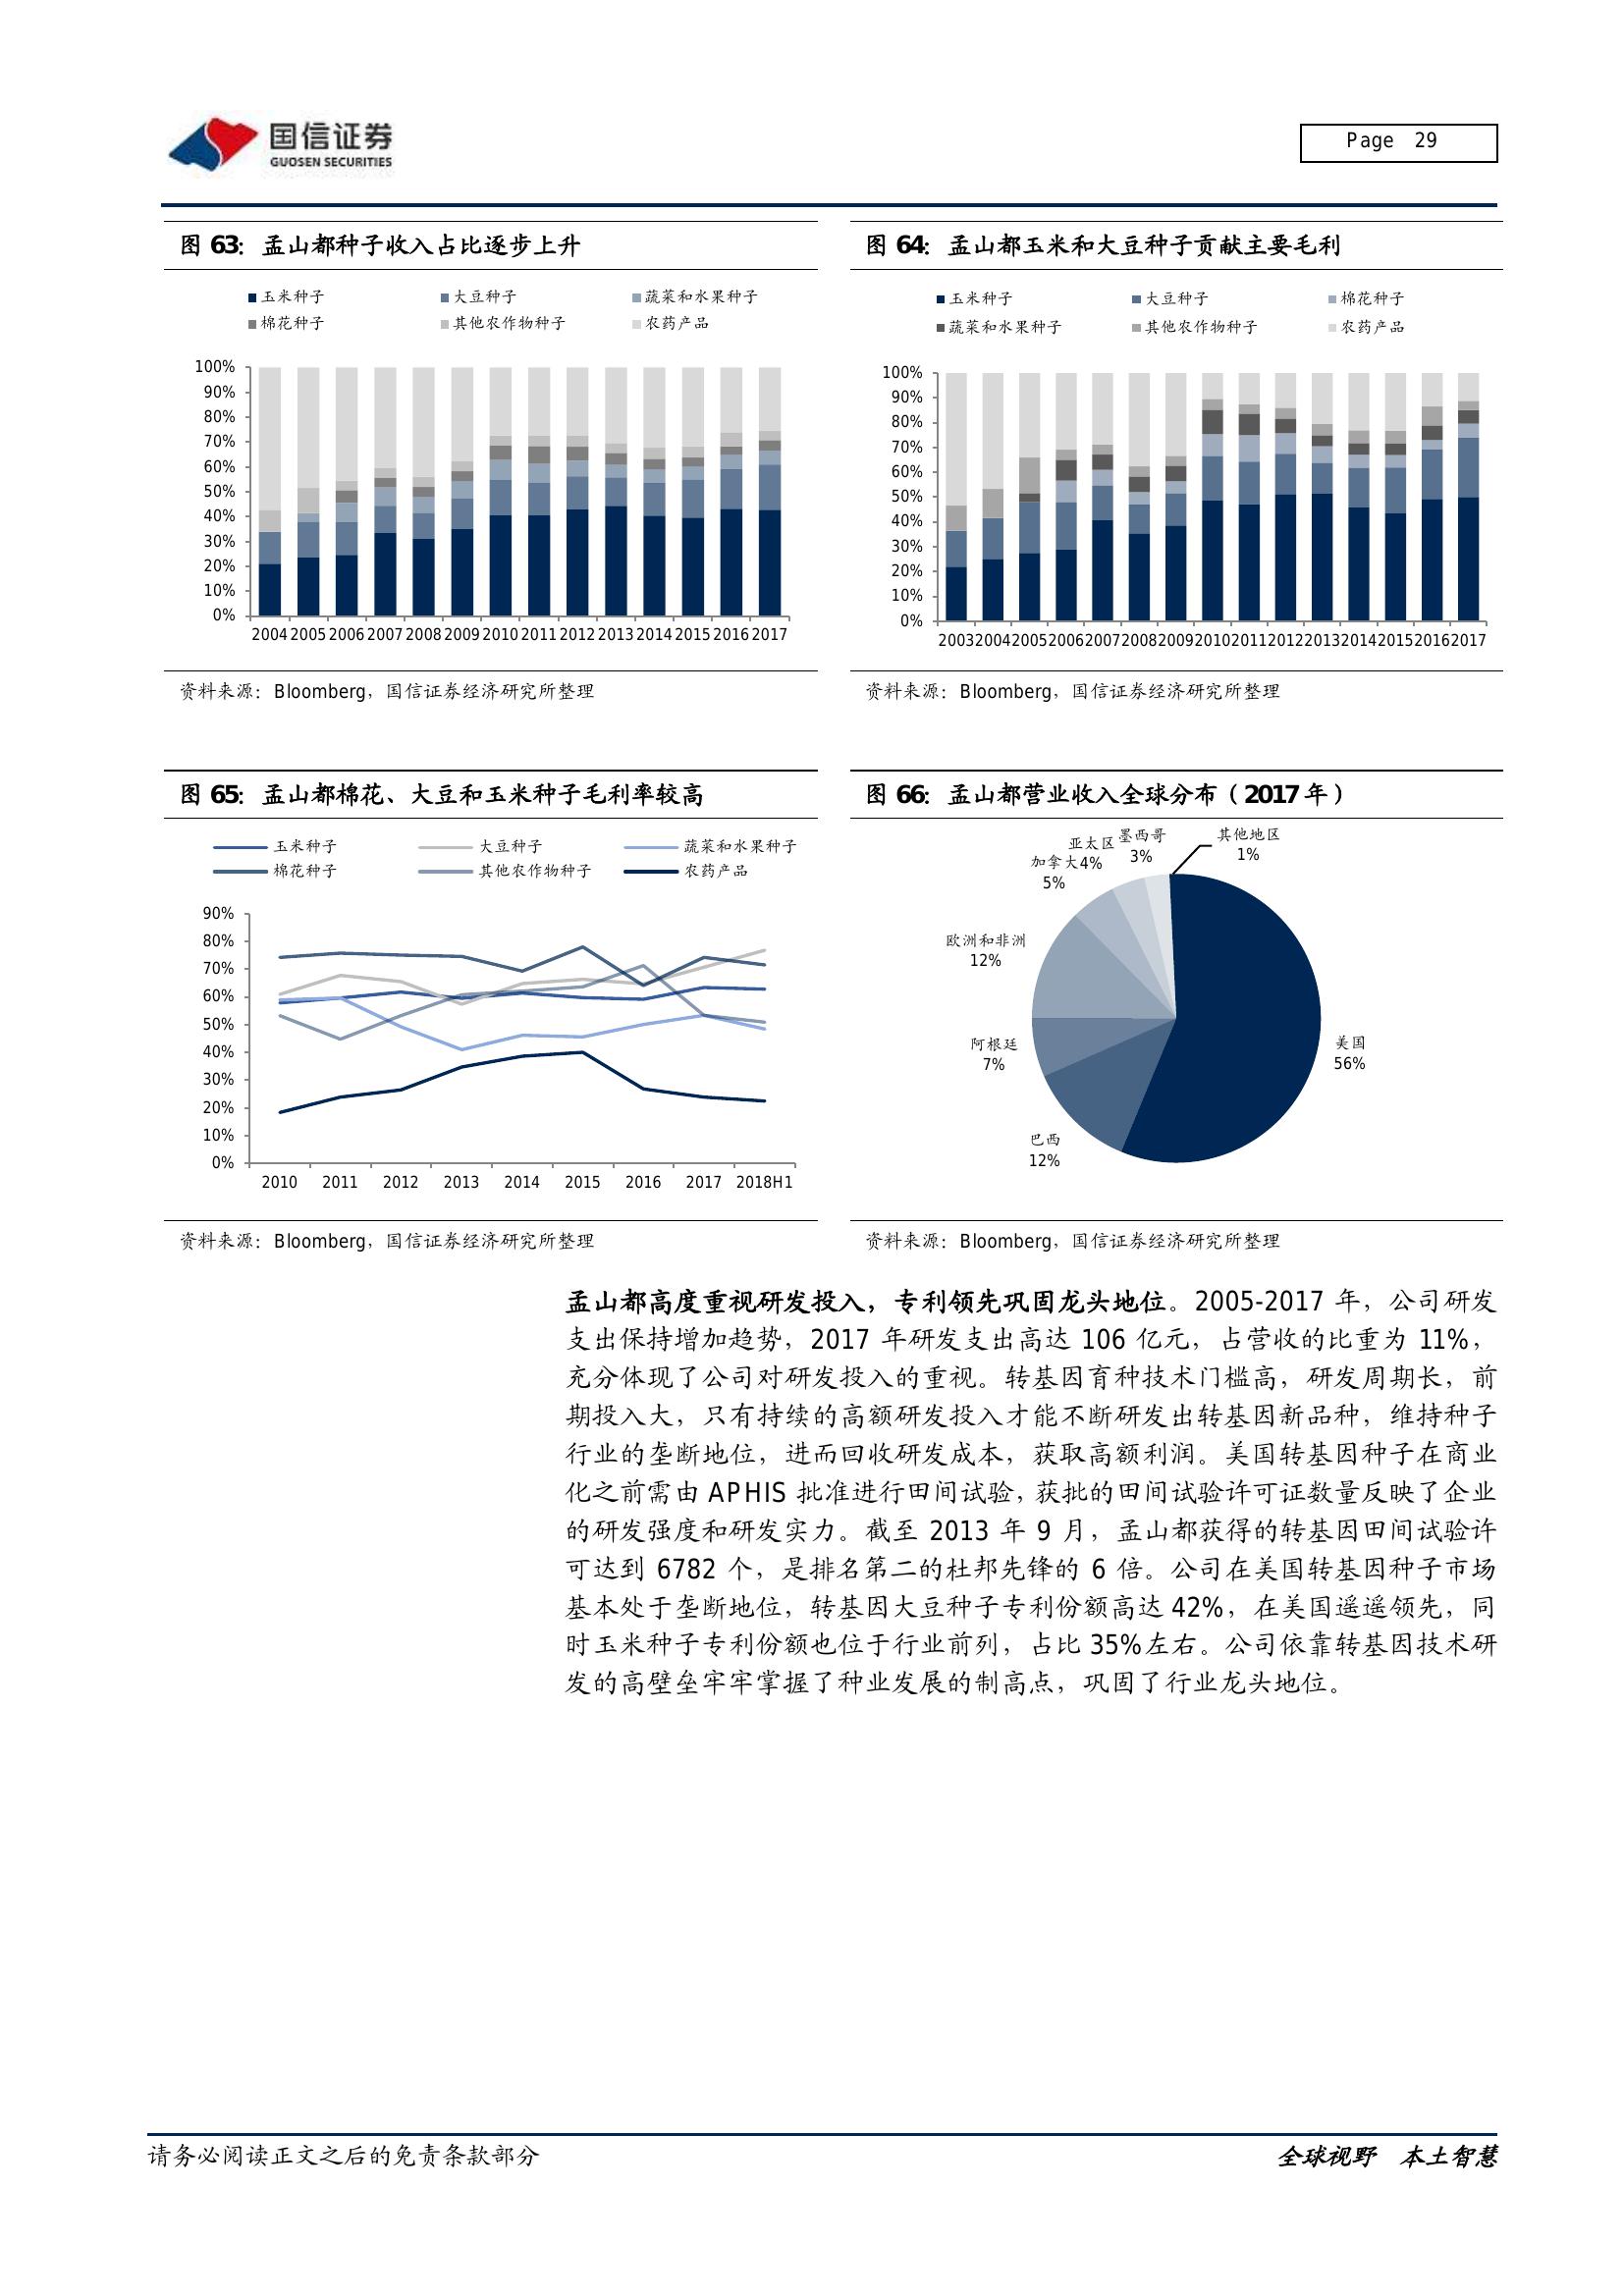 国信证券
GUOSEN SECURITIES
Page 29
图 63：孟山都种子收入占比逐步上升
玉米种子 大豆种子 蔬菜和水果种子
棉花种子 其他农作物种子 农药产品
100%
90%
80%
70%
60%
50%
40%
30%
20%
10%
0%
2004 2005 2006 2007 2008 2009 2010 2011 2012 2013 2014 2015 2016 2017
资料来源：Bloomberg，国信证券经济研究所整理
图 64：孟山都玉米和大豆种子贡献主要毛利
玉米种子 大豆种子 棉花种子
蔬菜和水果种子 其他农作物种子 农药产品
100%
90%
80%
70%
60%
50%
40%
30%
20%
10%
0%
2003 2004 2005 2006 2007 2008 2009 2010 2011 2012 2013 2014 2015 2016 2017
资料来源：Bloomberg，国信证券经济研究所整理
图 65：孟山都棉花、大豆和玉米种子毛利率较高
玉米种子 大豆种子 蔬菜和水果种子
棉花种子 其他农作物种子 农药产品
90%
80%
70%
60%
50%
40%
30%
20%
10%
0%
2010 2011 2012 2013 2014 2015 2016 2017 2018H1
资料来源：Bloomberg，国信证券经济研究所整理
图 66：孟山都营业收入全球分布（2017 年）
其他地区
1%
墨西哥
3%
亚太区
4%
加拿大
5%
欧洲和非洲
12%
阿根廷
7%
巴西
12%
美国
56%
资料来源：Bloomberg，国信证券经济研究所整理
孟山都高度重视研发投入，专利领先巩固龙头地位。2005-2017 年，公司研发
支出保持增加趋势，2017 年研发支出高达 106 亿元，占营收的比重为 11%，
充分体现了公司对研发投入的重视。转基因育种技术门槛高，研发周期长，前
期投入大，只有持续的高额研发投入才能不断研发出转基因新品种，维持种子
行业的垄断地位，进而回收研发成本，获取高额利润。美国转基因种子在商业
化之前需由 APHIS 批准进行田间试验，获批的田间试验许可证数量反映了企业
的研发强度和研发实力。截至 2013 年 9 月，孟山都获得的转基因田间试验许
可达到 6782 个，是排名第二的杜邦先锋的 6 倍。公司在美国转基因种子市场
基本处于垄断地位，转基因大豆种子专利份额高达 42%，在美国遥遥领先，同
时玉米种子专利份额也位于行业前列，占比 35%左右。公司依靠转基因技术研
发的高壁垒牢牢掌握了种业发展的制高点，巩固了行业龙头地位。
请务必阅读正文之后的免责条款部分
全球视野 本土智慧